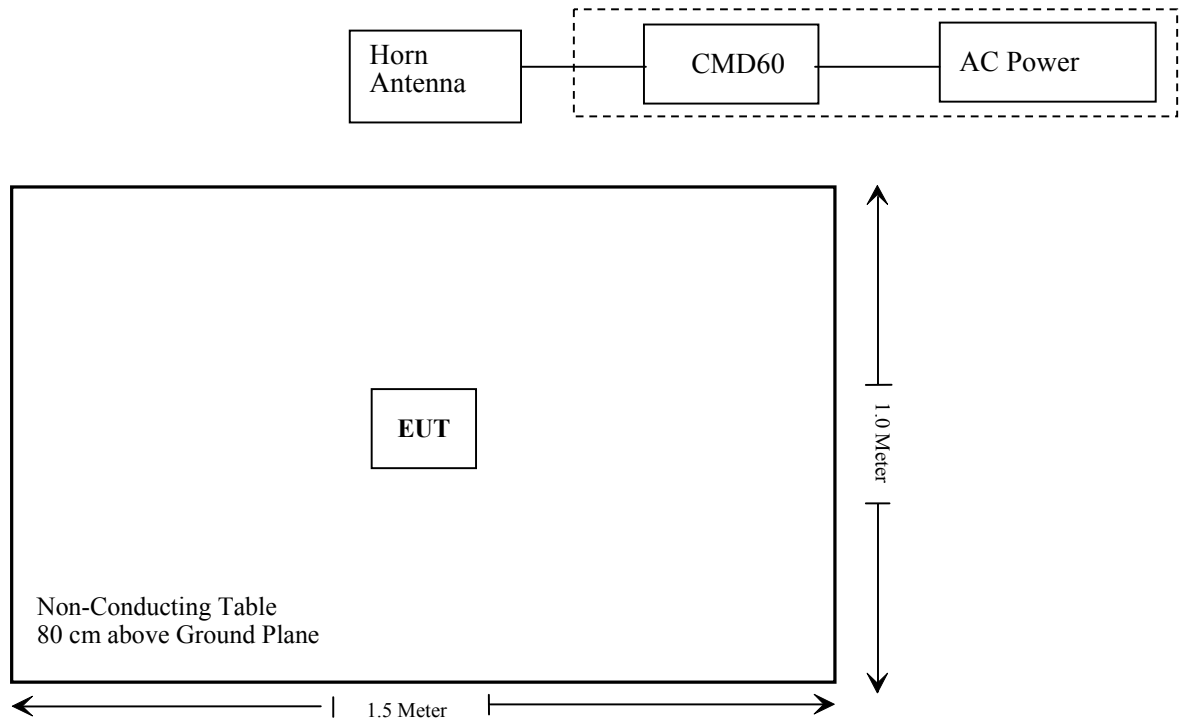 Horn
Antenna
CMD60
AC Power
EUT
1.0 Meter
Non-Conducting Table
80 cm above Ground Plane
1.5 Meter